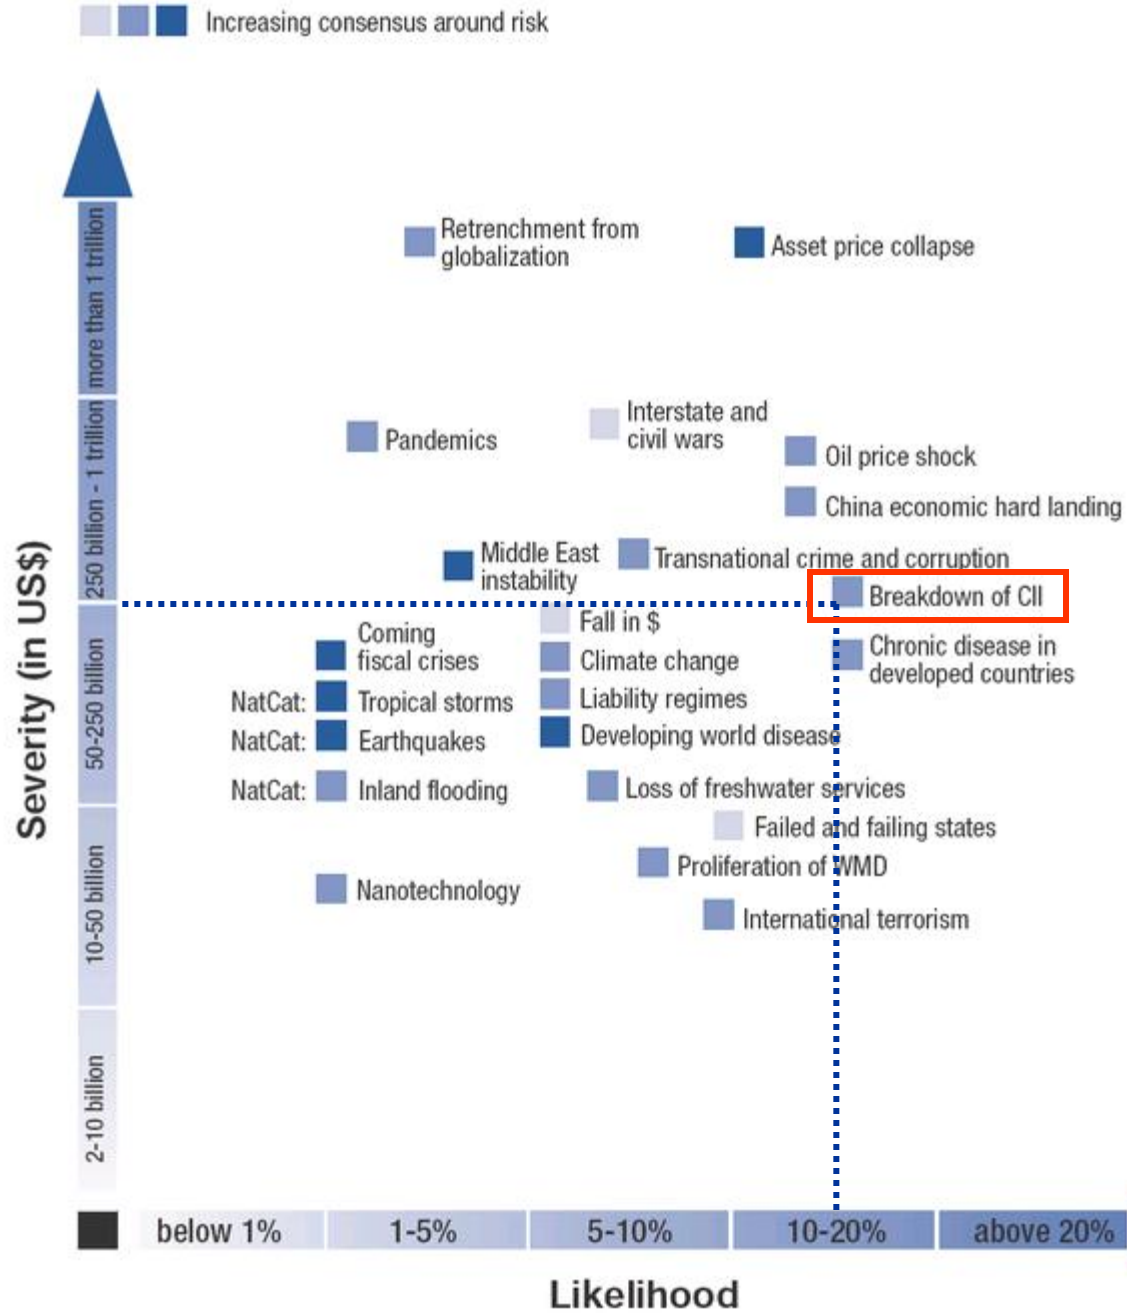 Increasing consensus around risk
Severity (in US$)
more than 1 trillion
250 billion - 1 trillion
50-250 billion
10-50 billion
2-10 billion
Retrenchment from
globalization
Asset price collapse
Pandemics
Interstate and
civil wars
Oil price shock
China economic hard landing
Middle East
instability
Transnational crime and corruption
Breakdown of CII
Fall in $
Coming
fiscal crises
Climate change
Chronic disease in
developed countries
NatCat: Tropical storms
Liability regimes
NatCat: Earthquakes
Developing world disease
NatCat: Inland flooding
Loss of freshwater services
Failed and failing states
Proliferation of WMD
Nanotechnology
International terrorism
below 1%
1-5%
5-10%
10-20%
above 20%
Likelihood